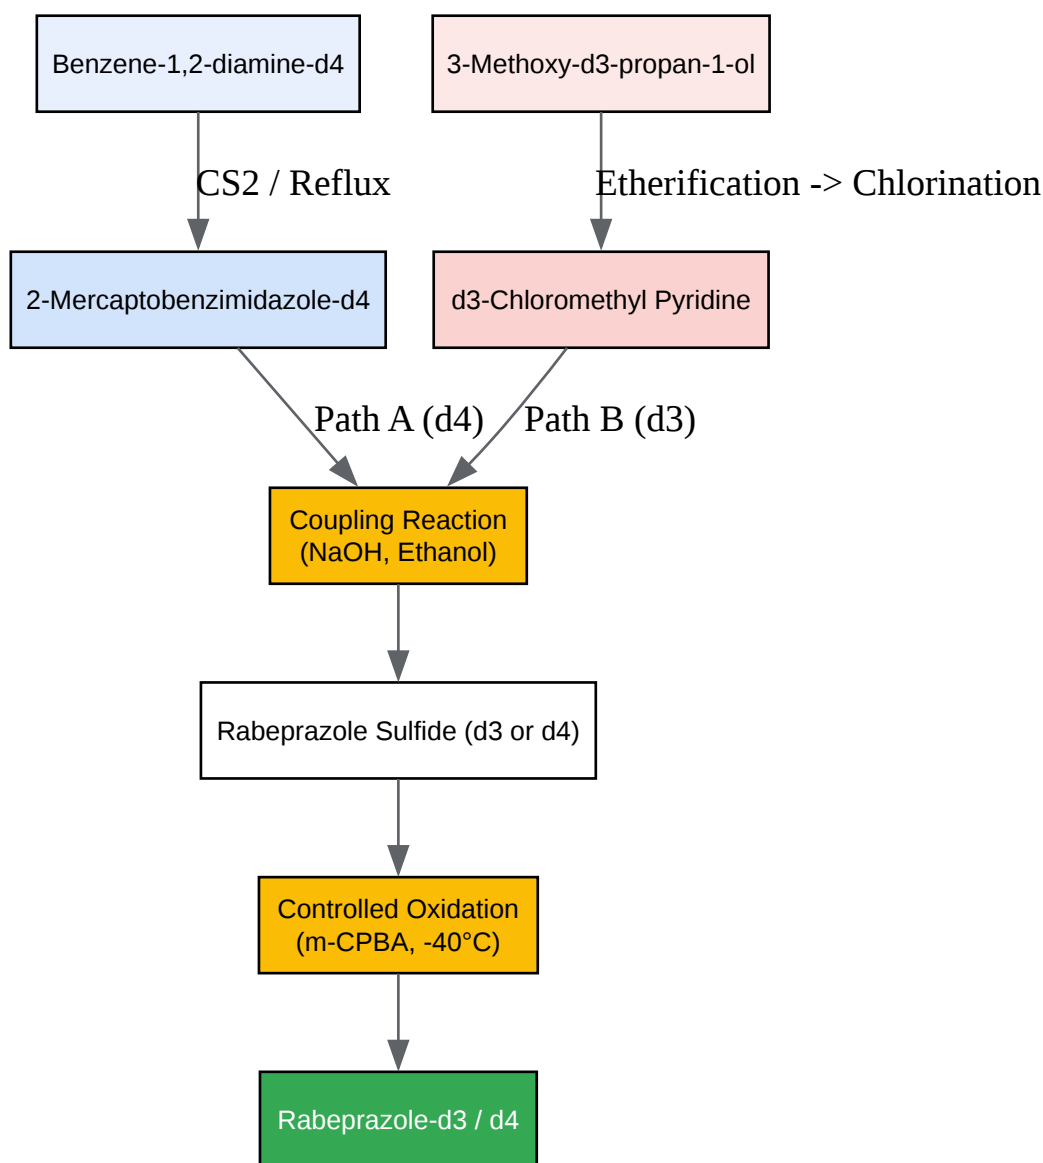 Benzene-1,2-diamine-d4
3-Methoxy-d3-propan-1-ol
CS2 / Reflux
Etherification -> Chlorination
2-Mercaptobenzimidazole-d4
d3-Chloromethyl Pyridine
Path A (d4)
Path B (d3)
Coupling Reaction
(NaOH, Ethanol)
Rabeprazole Sulfide (d3 or d4)
Controlled Oxidation
(m-CPBA, -40°C)
Rabeprazole-d3 / d4